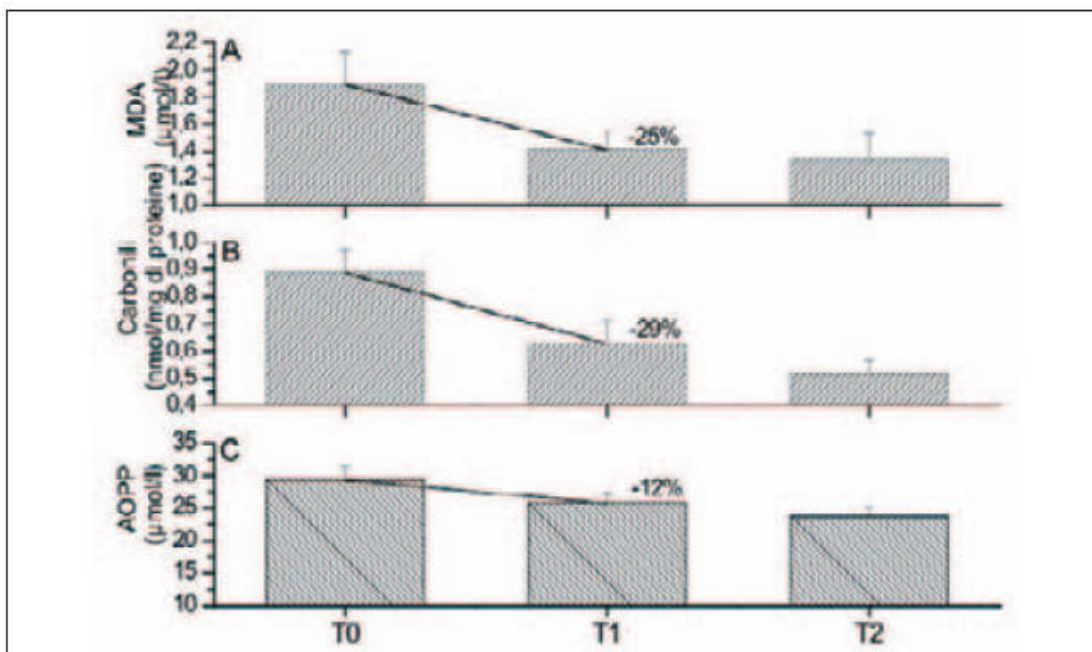 A
MDA
(µmol/l)
2,2
2,0
1,8
1,6
1,4
1,2
1,0
-25%
B
Carbonili
(nmol/mg di proteine)
1,0
0,9
0,8
0,7
0,6
0,5
0,4
-29%
C
AOPP
(µmol/l)
35
30
25
20
15
10
-12%
T0 T1 T2